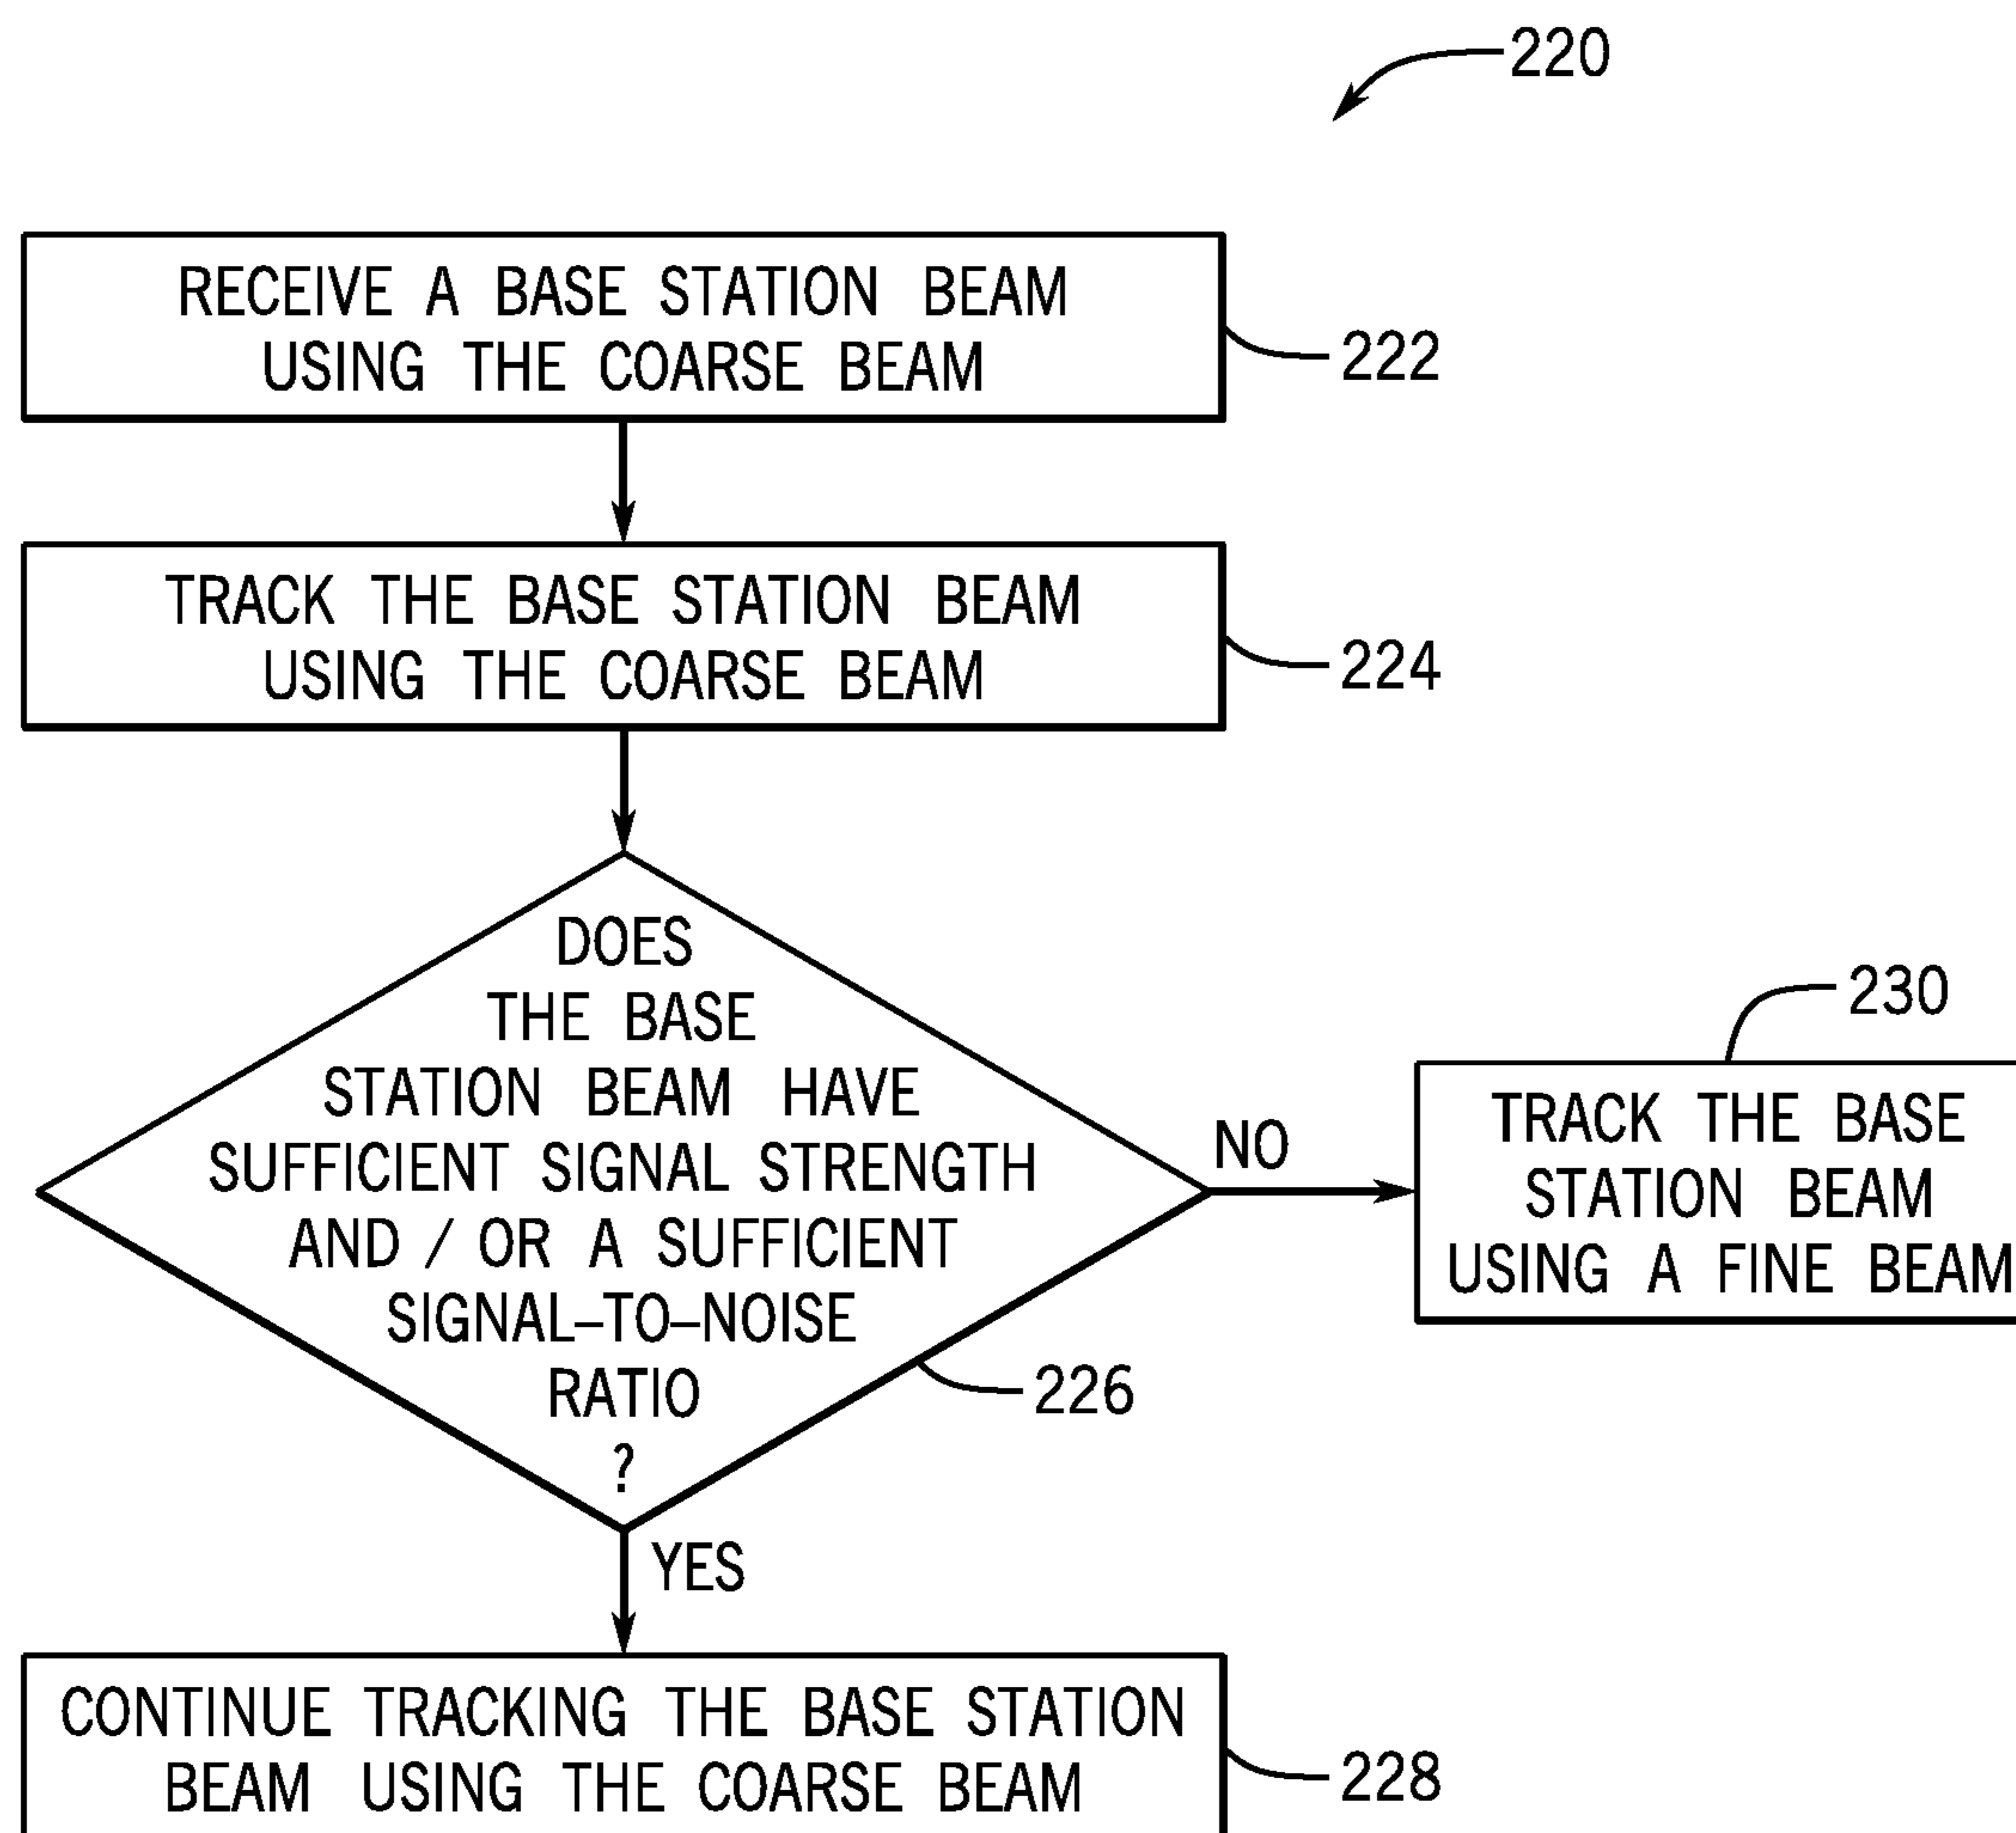 220
RECEIVE A BASE STATION BEAM
USING THE COARSE BEAM
222
TRACK THE BASE STATION BEAM
USING THE COARSE BEAM
224
DOES
THE BASE
STATION BEAM HAVE
SUFFICIENT SIGNAL STRENGTH
AND / OR A SUFFICIENT
SIGNAL–TO–NOISE
RATIO
?
226
NO
230
TRACK THE BASE
STATION BEAM
USING A FINE BEAM
YES
CONTINUE TRACKING THE BASE STATION
BEAM USING THE COARSE BEAM
228